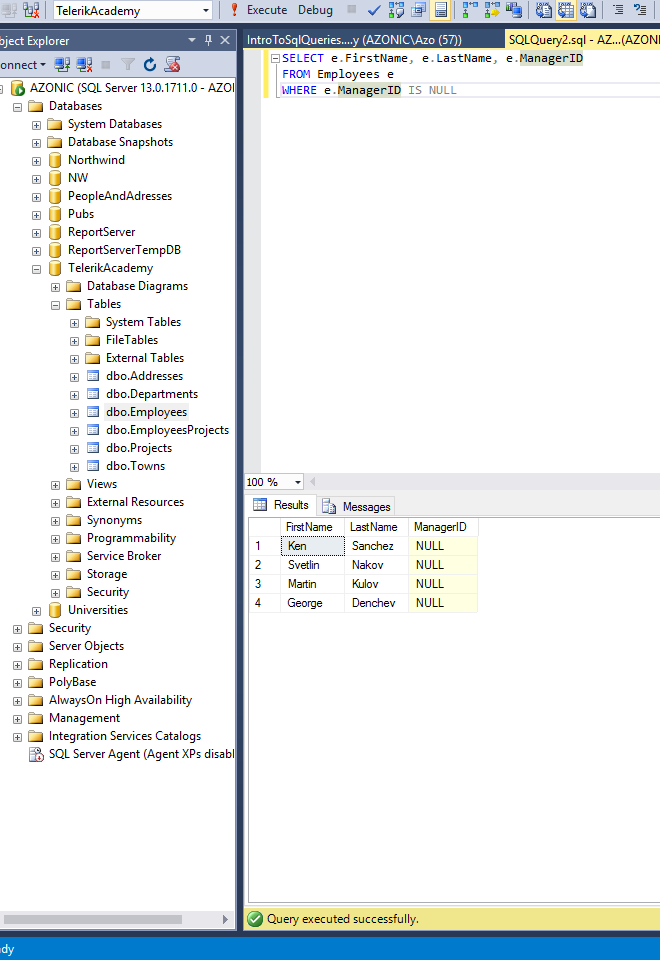 TelerikAcademy
Execute Debug
bject Explorer
onnect
AZONIC (SQL Server 13.0.1711.0 - AZOI
Databases
System Databases
Database Snapshots
Northwind
NW
PeopleAndAdresses
Pubs
ReportServer
ReportServerTempDB
TelerikAcademy
Database Diagrams
Tables
System Tables
FileTables
External Tables
dbo.Addresses
dbo.Departments
dbo.Employees
dbo.EmployeesProjects
dbo.Projects
dbo.Towns
Views
External Resources
Synonyms
Programmability
Service Broker
Storage
Security
Universities
Security
Server Objects
Replication
PolyBase
AlwaysOn High Availability
Management
Integration Services Catalogs
SQL Server Agent (Agent XPs disabl
IntroToSqlQueries....y (AZONIC\Azo (57))
SQLQuery2.sql - AZ...(AZONI
SELECT e.FirstName, e.LastName, e.ManagerID
FROM Employees e
WHERE e.ManagerID IS NULL
100 %
Results Messages
FirstName LastName ManagerID
1 Ken Sanchez NULL
2 Svetlin Nakov NULL
3 Martin Kulov NULL
4 George Denchev NULL
Query executed successfully.
dy